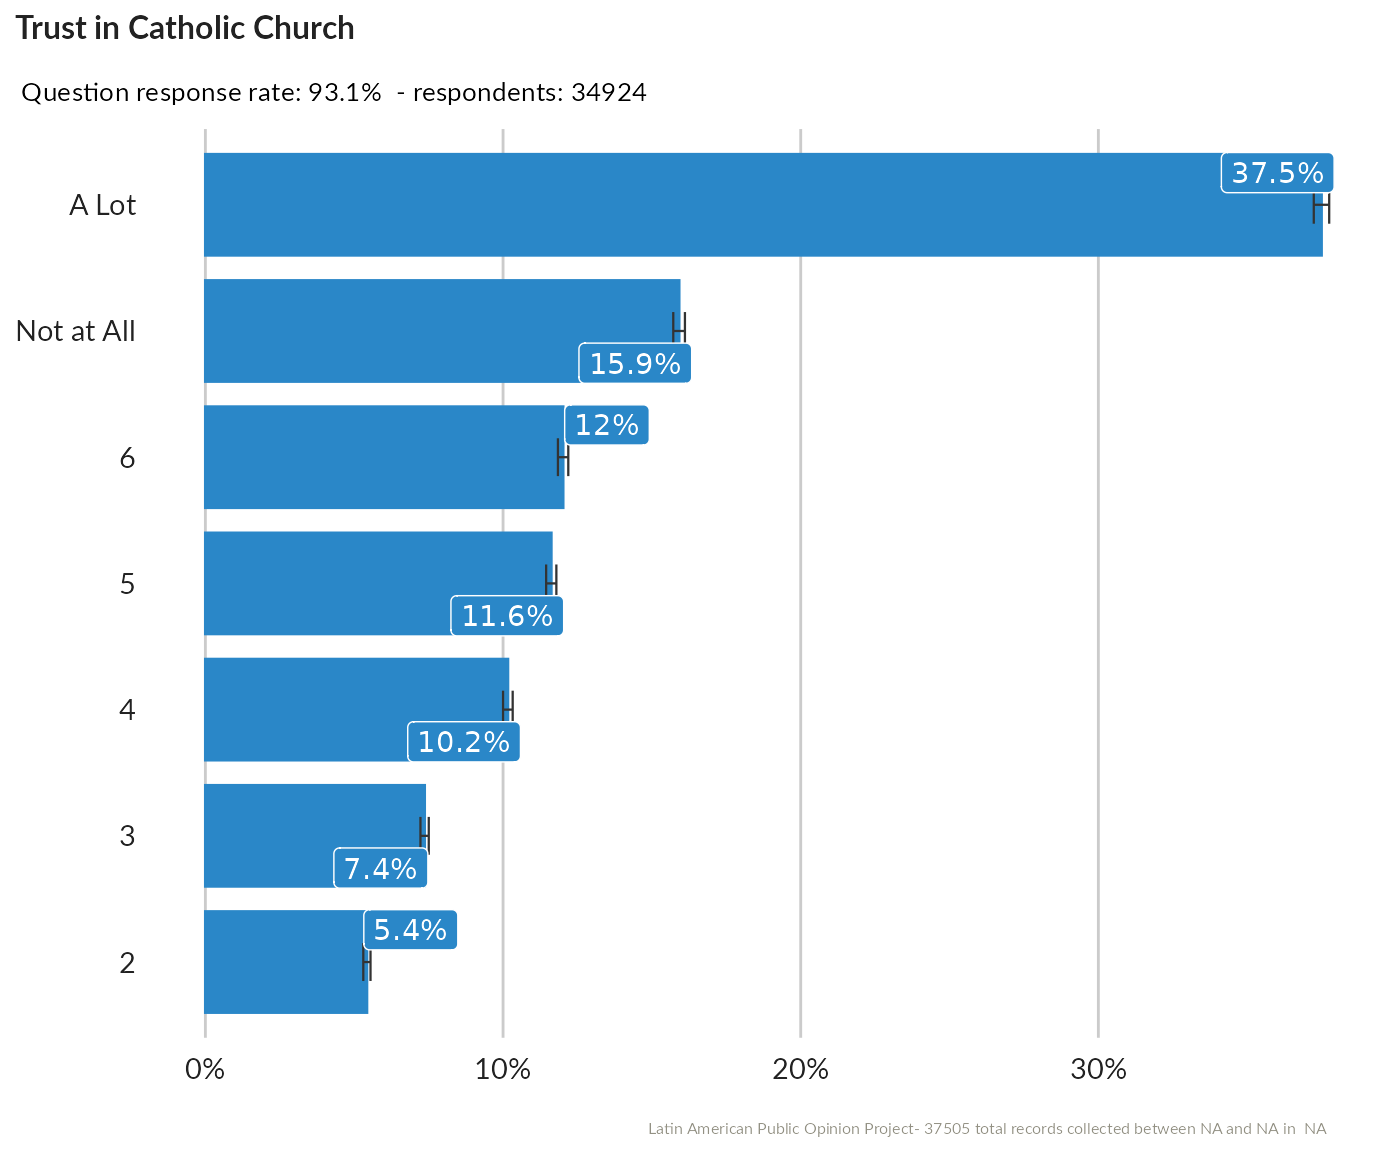 Trust in Catholic Church
Question response rate: 93.1%  - respondents: 34924
A Lot
37.5%
Not at All
15.9%
6
12%
5
11.6%
4
10.2%
3
7.4%
2
5.4%
0% 10% 20% 30%
Latin American Public Opinion Project- 37505 total records collected between NA and NA in  NA